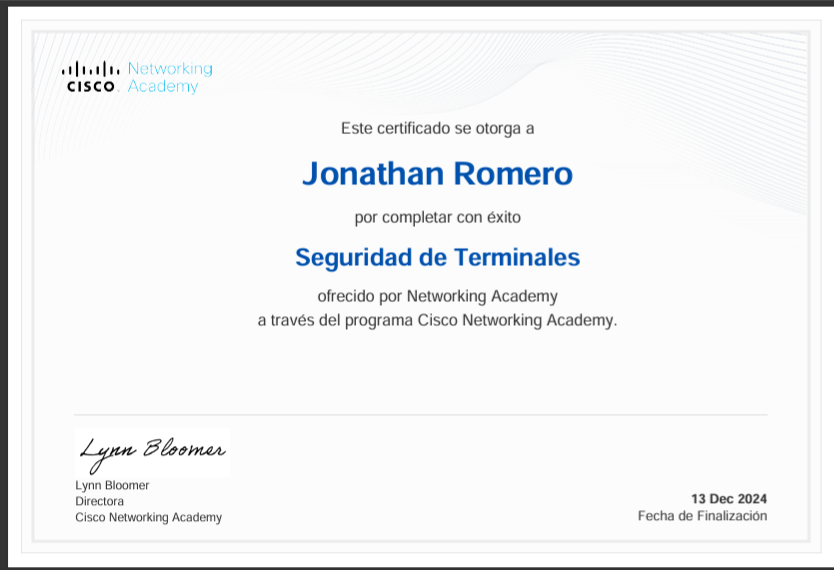 Networking
CISCO Academy
Este certificado se otorga a
Jonathan Romero
por completar con éxito
Seguridad de Terminales
ofrecido por Networking Academy
a través del programa Cisco Networking Academy.
Lynn Bloomer
Lynn Bloomer
Directora
Cisco Networking Academy
13 Dec 2024
Fecha de Finalización